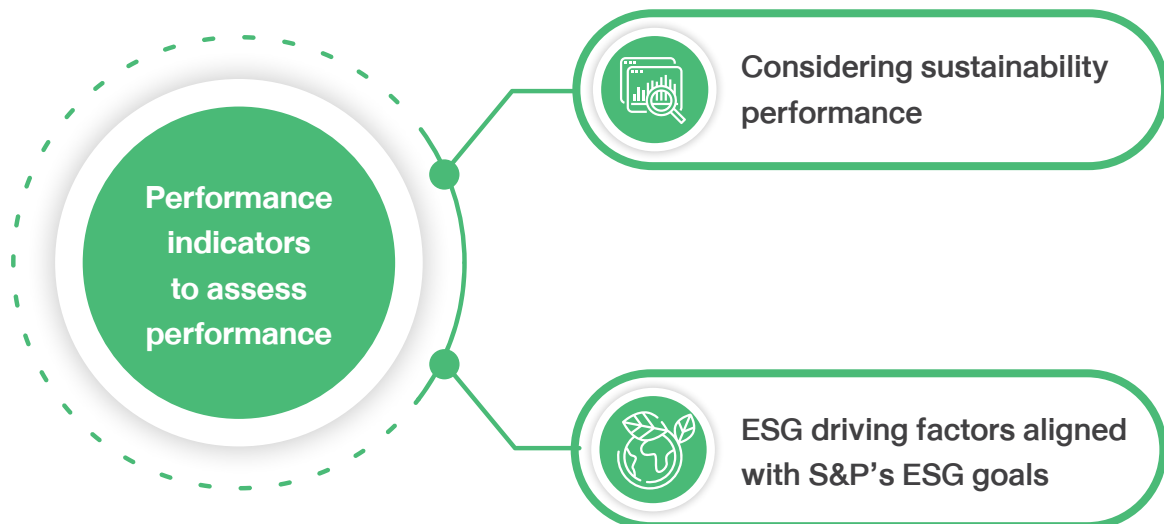 Performance
indicators
to assess
performance
Considering sustainability
performance
ESG driving factors aligned
with S&P’s ESG goals